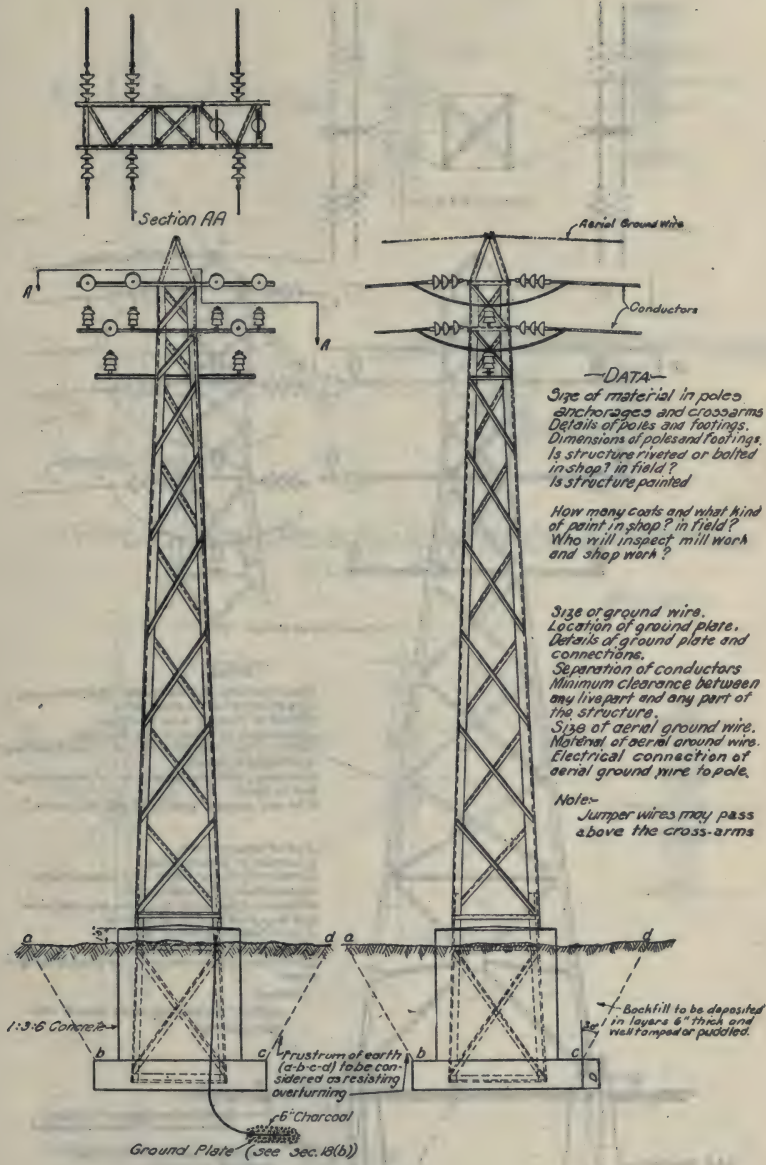 Section AA
Aerial Ground Wire
A
A
Conductors
—DATA—
Size of material in poles
anchorages and crossarms
Details of poles and footings.
Dimensions of poles and footings.
Is structure riveted or bolted
in shop? in field?
Is structure painted
How many coats and what kind
of paint in shop? in field?
Who will inspect mill work
and shop work?
Size of ground wire.
Location of ground plate.
Details of ground plate and
connections.
Separation of conductors
Minimum clearance between
any live part and any part of
the structure.
Size of aerial ground wire.
Material of aerial ground wire.
Electrical connection of
aerial ground wire to pole.
Note:-
Jumper wires may pass
above the cross-arms
a
d
a
d
1:3:6 Concrete
b
c
b
c
Frustrum of earth
(a-b-c-d) to be con-
sidered as resisting
overturning
Backfill to be deposited
in layers 6" thick and
well tamped or puddled.
6" Charcoal
Ground Plate (see sec. 18(b))